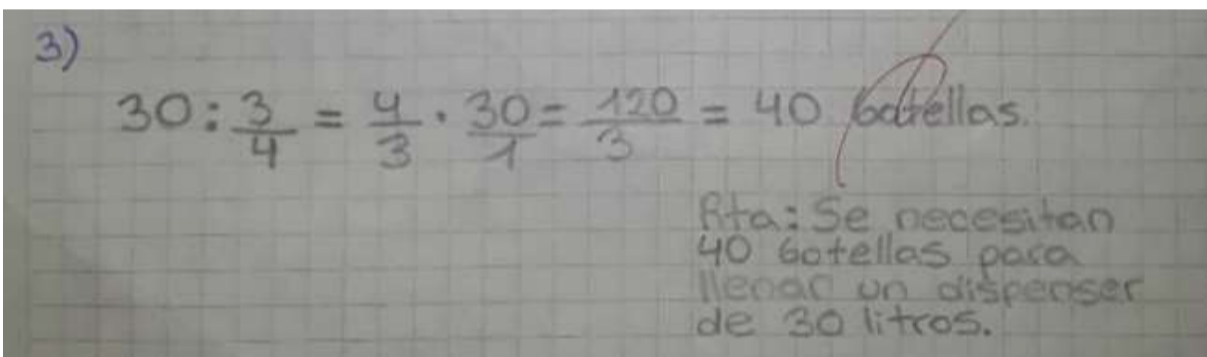 3)
30 : 3/4 = 4/3 · 30/1 = 120/3 = 40 botellas.
Rta: Se necesitan
40 botellas para
llenar un dispenser
de 30 litros.